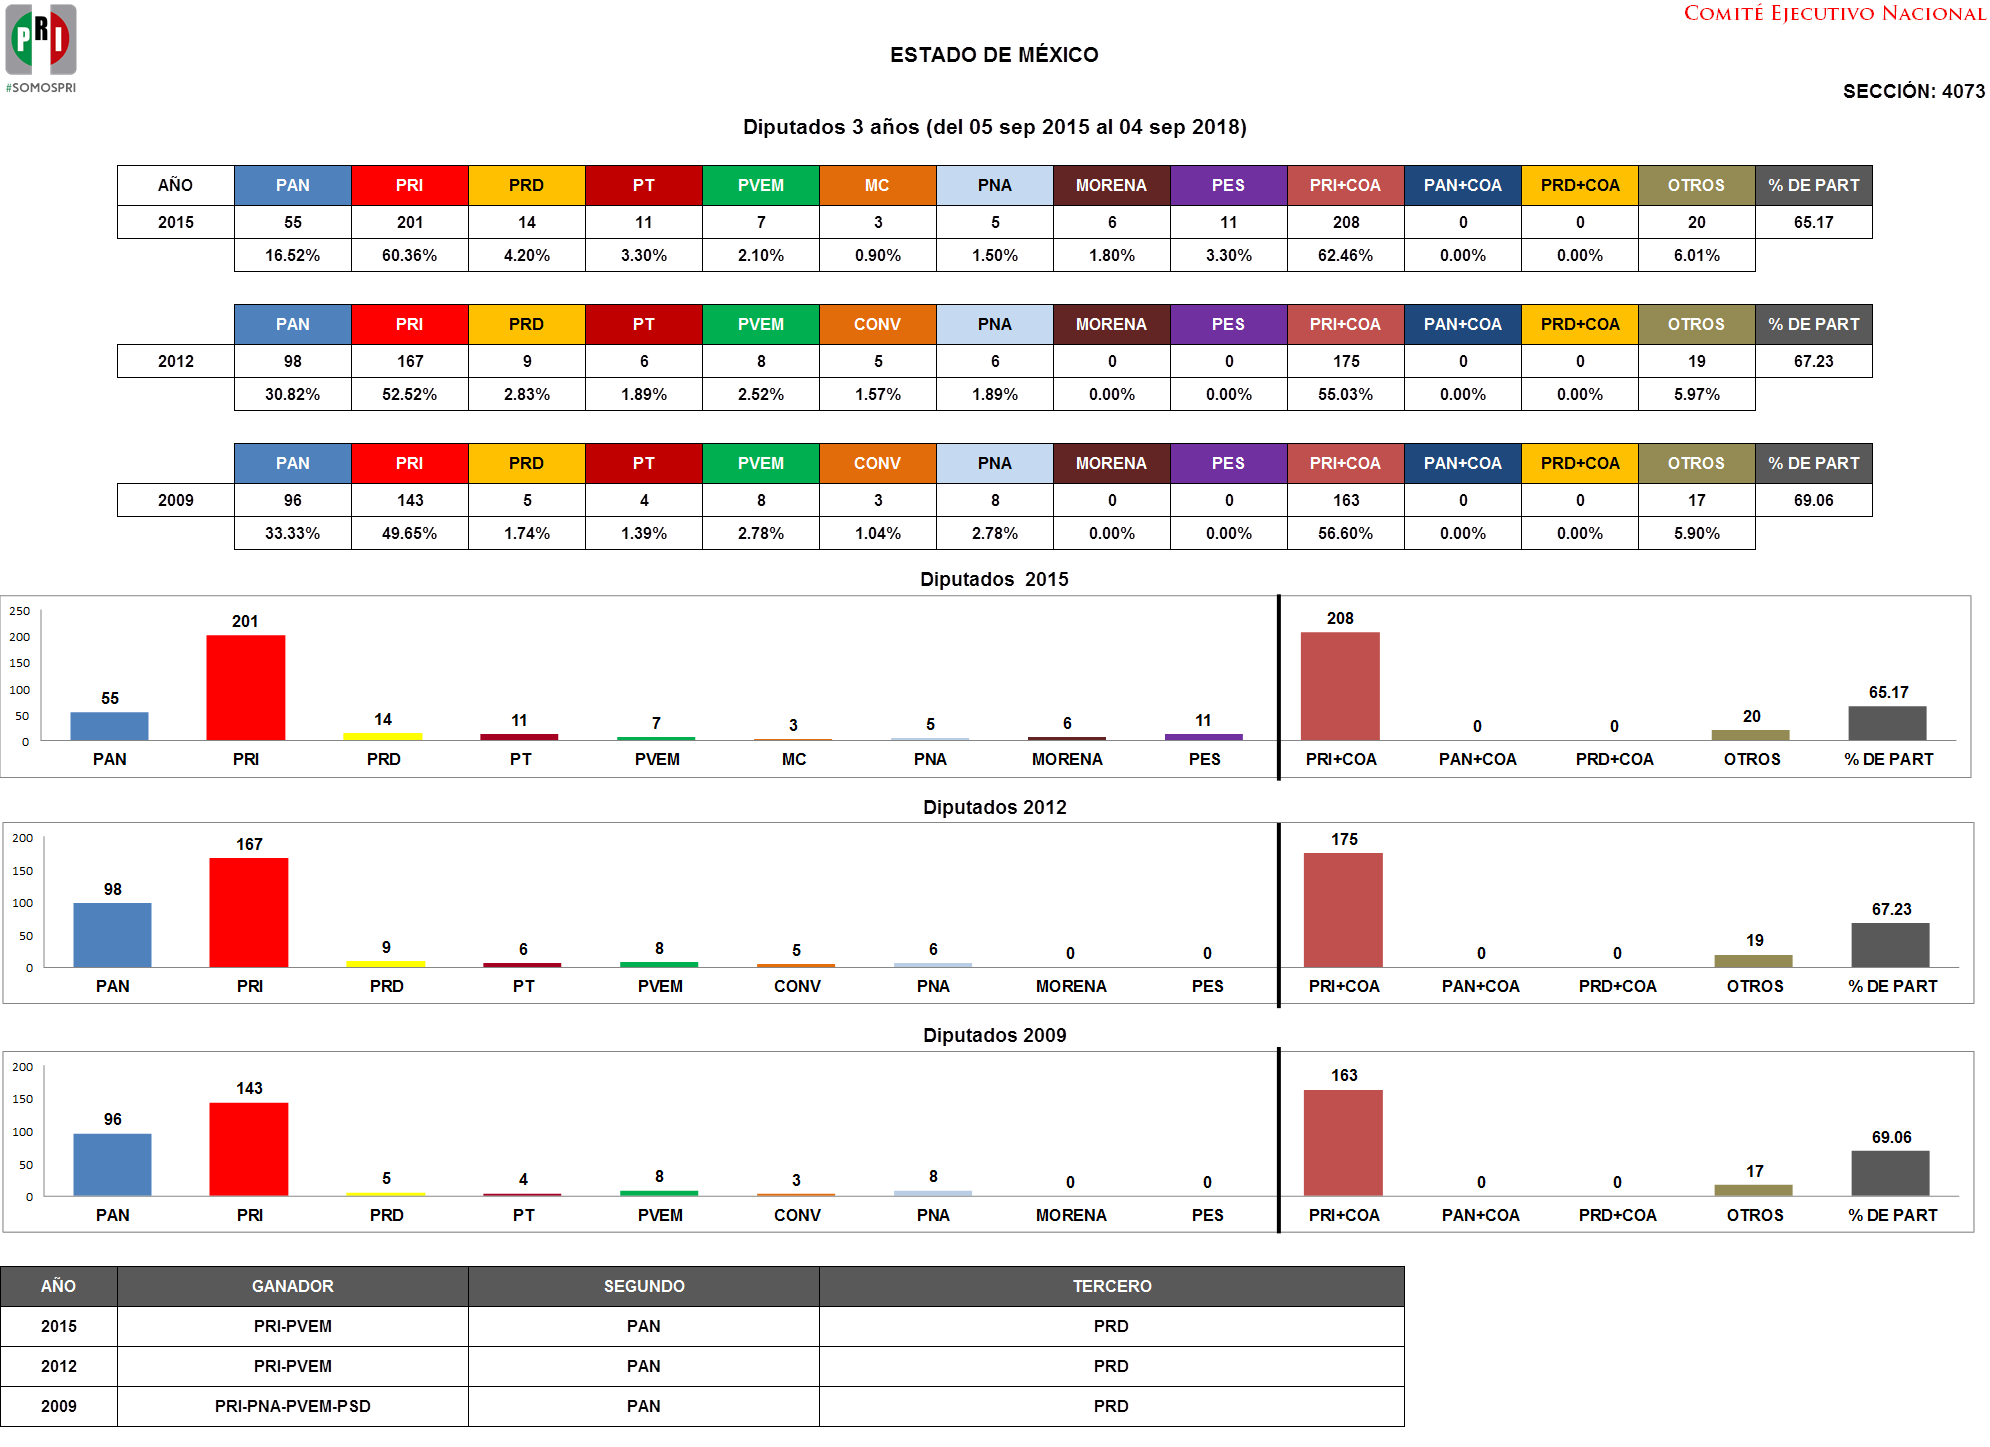 PRI
#SOMOSPRI
COMITÉ EJECUTIVO NACIONAL
ESTADO DE MÉXICO
SECCIÓN: 4073
Diputados 3 años (del 05 sep 2015 al 04 sep 2018)
AÑO PAN PRI PRD PT PVEM MC PNA MORENA PES PRI+COA PAN+COA PRD+COA OTROS % DE PART
2015 55 201 14 11 7 3 5 6 11 208 0 0 20 65.17
16.52% 60.36% 4.20% 3.30% 2.10% 0.90% 1.50% 1.80% 3.30% 62.46% 0.00% 0.00% 6.01%
PAN PRI PRD PT PVEM CONV PNA MORENA PES PRI+COA PAN+COA PRD+COA OTROS % DE PART
2012 98 167 9 6 8 5 6 0 0 175 0 0 19 67.23
30.82% 52.52% 2.83% 1.89% 2.52% 1.57% 1.89% 0.00% 0.00% 55.03% 0.00% 0.00% 5.97%
PAN PRI PRD PT PVEM CONV PNA MORENA PES PRI+COA PAN+COA PRD+COA OTROS % DE PART
2009 96 143 5 4 8 3 8 0 0 163 0 0 17 69.06
33.33% 49.65% 1.74% 1.39% 2.78% 1.04% 2.78% 0.00% 0.00% 56.60% 0.00% 0.00% 5.90%
Diputados 2015
250
200
150
100
50
0
55 201 14 11 7 3 5 6 11 208 0 0 20 65.17
PAN PRI PRD PT PVEM MC PNA MORENA PES PRI+COA PAN+COA PRD+COA OTROS % DE PART
Diputados 2012
200
150
100
50
0
98 167 9 6 8 5 6 0 0 175 0 0 19 67.23
PAN PRI PRD PT PVEM CONV PNA MORENA PES PRI+COA PAN+COA PRD+COA OTROS % DE PART
Diputados 2009
200
150
100
50
0
96 143 5 4 8 3 8 0 0 163 0 0 17 69.06
PAN PRI PRD PT PVEM CONV PNA MORENA PES PRI+COA PAN+COA PRD+COA OTROS % DE PART
AÑO GANADOR SEGUNDO TERCERO
2015 PRI-PVEM PAN PRD
2012 PRI-PVEM PAN PRD
2009 PRI-PNA-PVEM-PSD PAN PRD